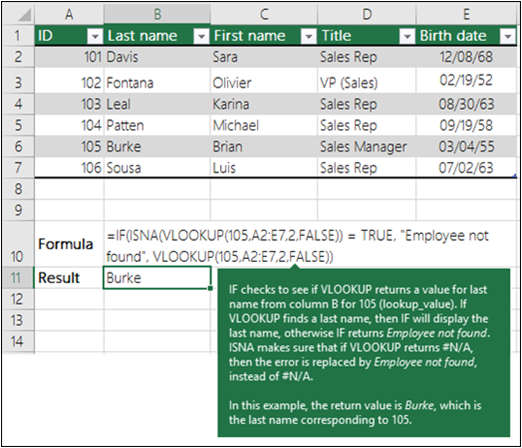 A B C D E
1 ID Last name First name Title Birth date
2 101 Davis Sara Sales Rep 12/08/68
3 102 Fontana Olivier VP (Sales) 02/19/52
4 103 Leal Karina Sales Rep 08/30/63
5 104 Patten Michael Sales Rep 09/19/58
6 105 Burke Brian Sales Manager 03/04/55
7 106 Sousa Luis Sales Rep 07/02/63
8
9
=IF(ISNA(VLOOKUP(105,A2:E7,2,FALSE)) = TRUE, "Employee not
10 Formula found", VLOOKUP(105,A2:E7,2,FALSE))
11 Result Burke
12
13
14
IF checks to see if VLOOKUP returns a value for last
name from column B for 105 (lookup_value). If
VLOOKUP finds a last name, then IF will display the
last name, otherwise IF returns Employee not found.
ISNA makes sure that if VLOOKUP returns #N/A,
then the error is replaced by Employee not found,
instead of #N/A.
In this example, the return value is Burke, which is
the last name corresponding to 105.